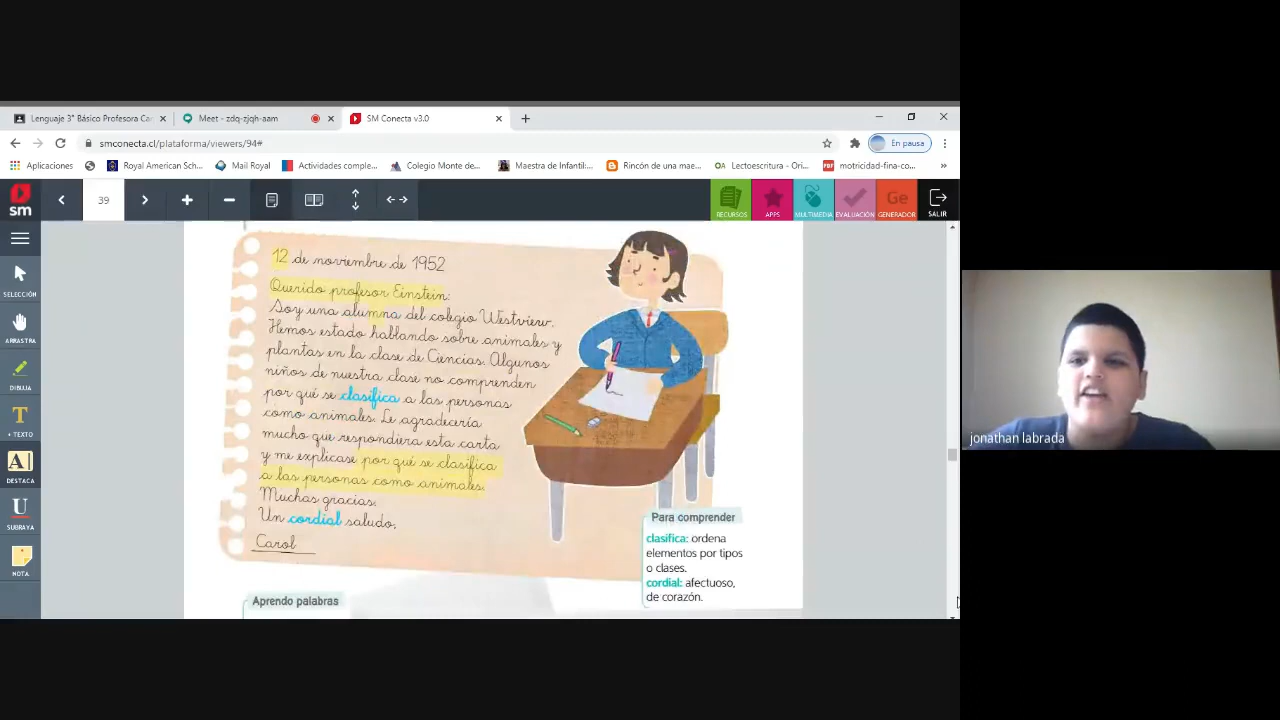 Lenguaje 3° Básico Profesora Ca
Meet - zdq-zjqh-aam
SM Conecta v3.0
smconecta.cl/plataforma/viewers/94#
En pausa
Aplicaciones
Royal American Sch...
Mail Royal
Actividades comple...
Colegio Monte de...
Maestra de Infantil:...
Rincón de una mae...
Lectoescritura - Ori...
motricidad-fina-co...
sm
39
RECURSOS
APPS
MULTIMEDIA
EVALUACIÓN
Ge
GENERADOR
SALIR
SELECCIÓN
ARRASTRA
DIBUJA
T
+ TEXTO
A
DESTACA
U
SUBRAYA
NOTA
12 de noviembre de 1952
Querido profesor Einstein:
Soy una alumna del colegio Westview.
Hemos estado hablando sobre animales y
plantas en la clase de Ciencias. Algunos
niños de nuestra clase no comprenden
por qué se clasifica a las personas
como animales. Le agradecería
mucho que respondiera esta carta
y me explicase por qué se clasifica
a las personas como animales.
Muchas gracias.
Un cordial saludo,
Carol
Para comprender
clasifica: ordena
elementos por tipos
o clases.
cordial: afectuoso,
de corazón.
Aprendo palabras
jonathan labrada